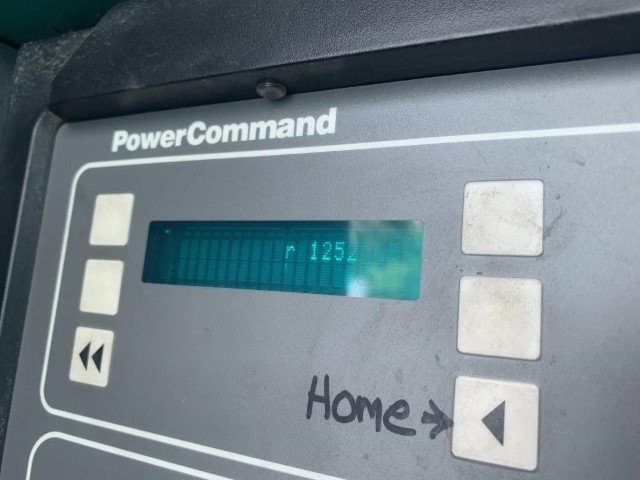 PowerCommand
r 1252
Home →